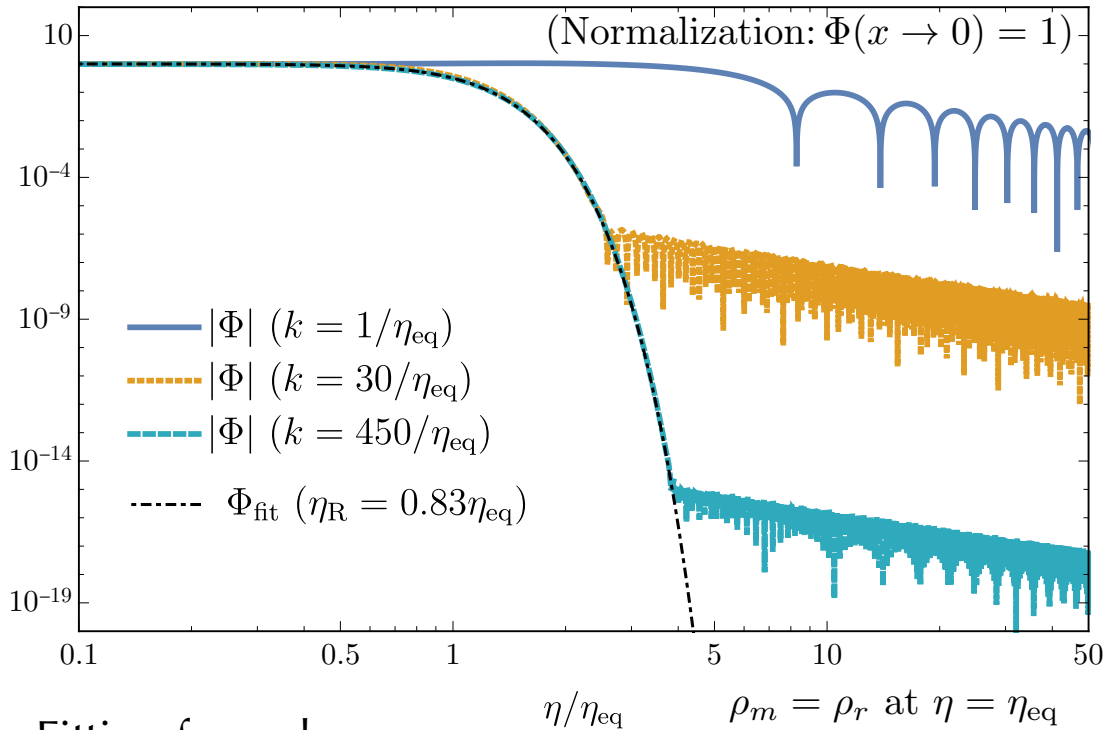 (Normalization: Φ(x → 0) = 1)
10
10⁻⁴
10⁻⁹
10⁻¹⁴
10⁻¹⁹
|Φ| (k = 1/η_eq)
|Φ| (k = 30/η_eq)
|Φ| (k = 450/η_eq)
Φ_fit (η_R = 0.83η_eq)
0.1 0.5 1 5 10 50
η/η_eq
ρ_m = ρ_r at η = η_eq